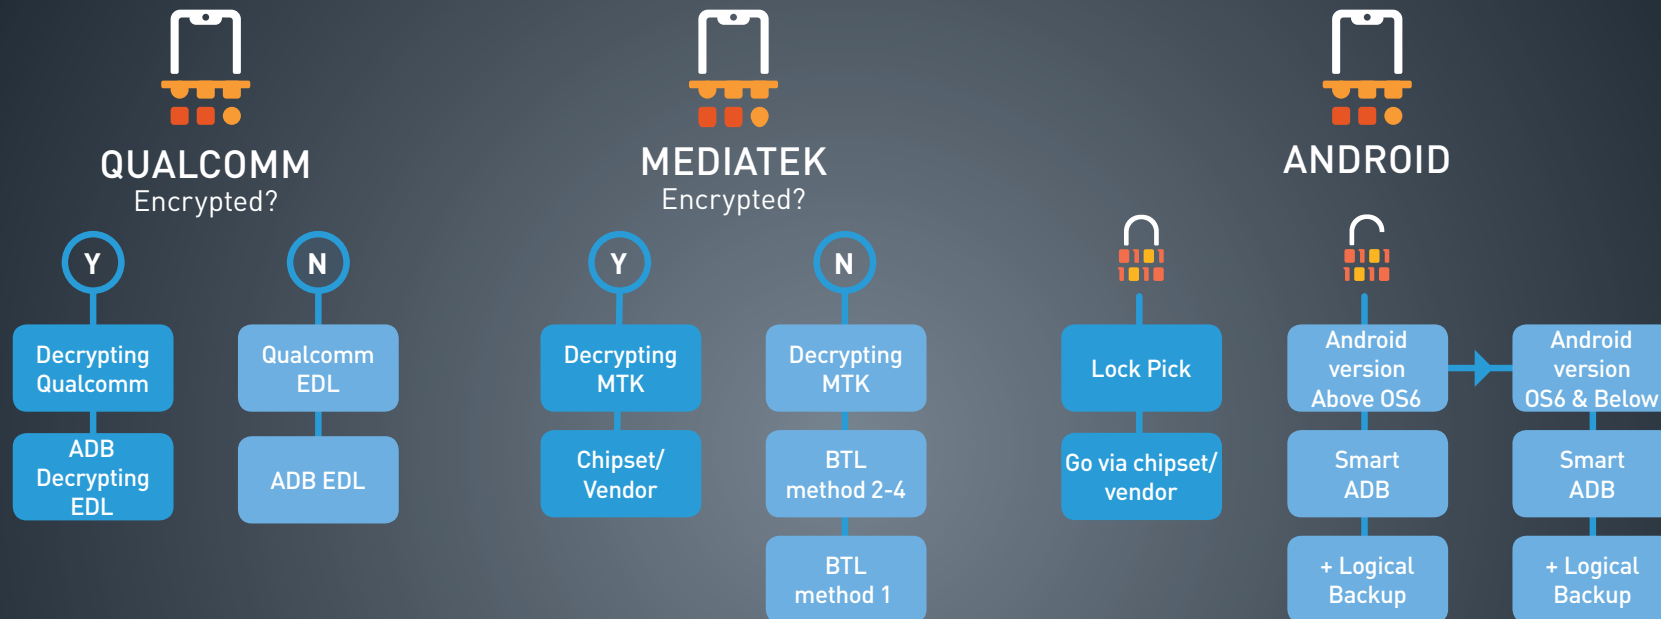 QUALCOMM
Encrypted?
Y
N
Decrypting
Qualcomm
ADB
Decrypting
EDL
Qualcomm
EDL
ADB EDL
MEDIATEK
Encrypted?
Y
N
Decrypting
MTK
Chipset/
Vendor
Decrypting
MTK
BTL
method 2-4
BTL
method 1
ANDROID
Lock Pick
Go via chipset/
vendor
Android
version
Above OS6
Smart
ADB
+ Logical
Backup
Android
version
OS6 & Below
Smart
ADB
+ Logical
Backup